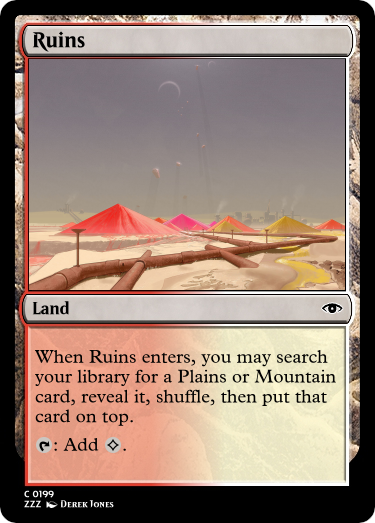 Ruins
Land
When Ruins enters, you may search
your library for a Plains or Mountain
card, reveal it, shuffle, then put that
card on top.
: Add .
C 0199
ZZZ Derek Jones